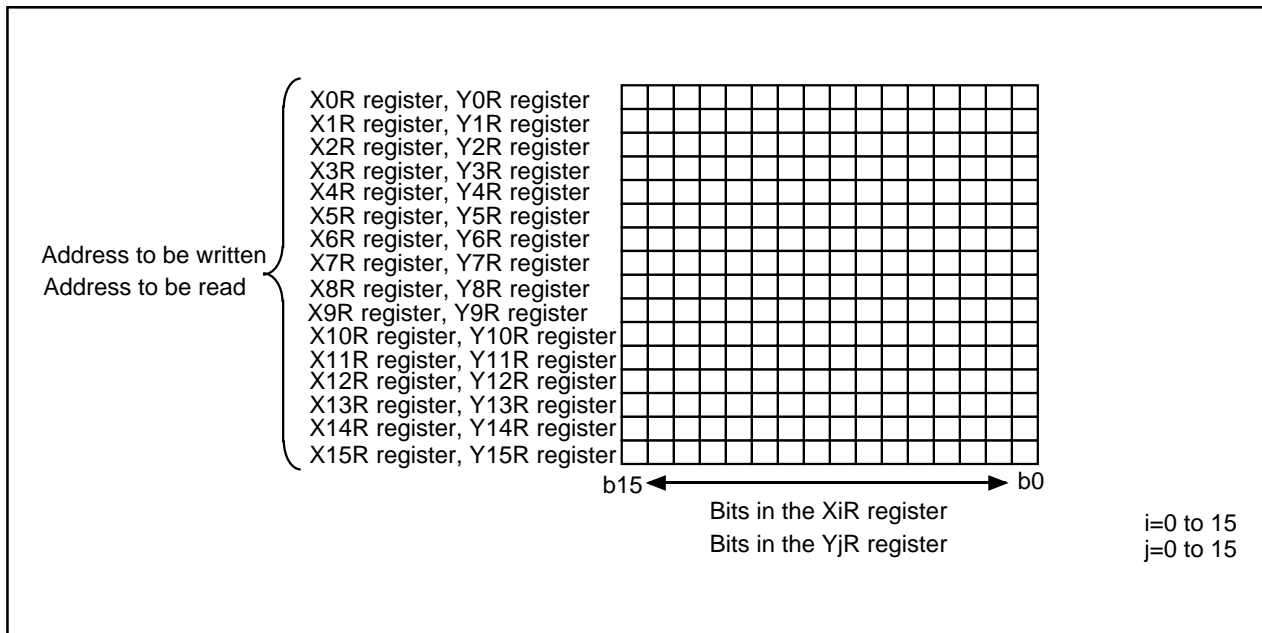 X0R register, Y0R register
X1R register, Y1R register
X2R register, Y2R register
X3R register, Y3R register
X4R register, Y4R register
X5R register, Y5R register
X6R register, Y6R register
X7R register, Y7R register
X8R register, Y8R register
X9R register, Y9R register
X10R register, Y10R register
X11R register, Y11R register
X12R register, Y12R register
X13R register, Y13R register
X14R register, Y14R register
X15R register, Y15R register
Address to be written
Address to be read
b15
b0
Bits in the XiR register
Bits in the YjR register
i=0 to 15
j=0 to 15